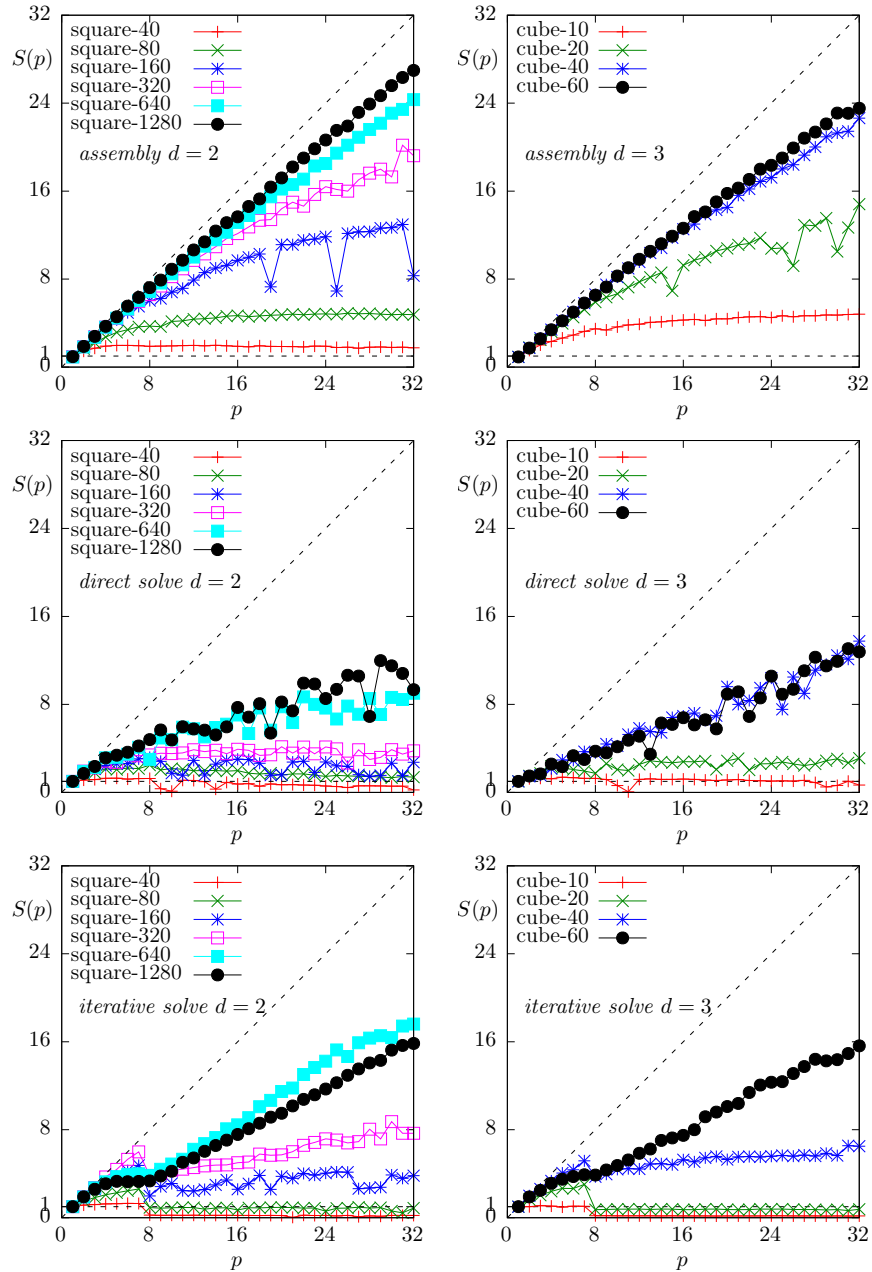 32
24
16
8
1
0
0 8 16 24 32
S(p)
p
square-40
square-80
square-160
square-320
square-640
square-1280
assembly d = 2
32
24
16
8
1
0
0 8 16 24 32
S(p)
p
cube-10
cube-20
cube-40
cube-60
assembly d = 3
32
24
16
8
1
0
0 8 16 24 32
S(p)
p
square-40
square-80
square-160
square-320
square-640
square-1280
direct solve d = 2
32
24
16
8
1
0
0 8 16 24 32
S(p)
p
cube-10
cube-20
cube-40
cube-60
direct solve d = 3
32
24
16
8
1
0
0 8 16 24 32
S(p)
p
square-40
square-80
square-160
square-320
square-640
square-1280
iterative solve d = 2
32
24
16
8
1
0
0 8 16 24 32
S(p)
p
cube-10
cube-20
cube-40
cube-60
iterative solve d = 3